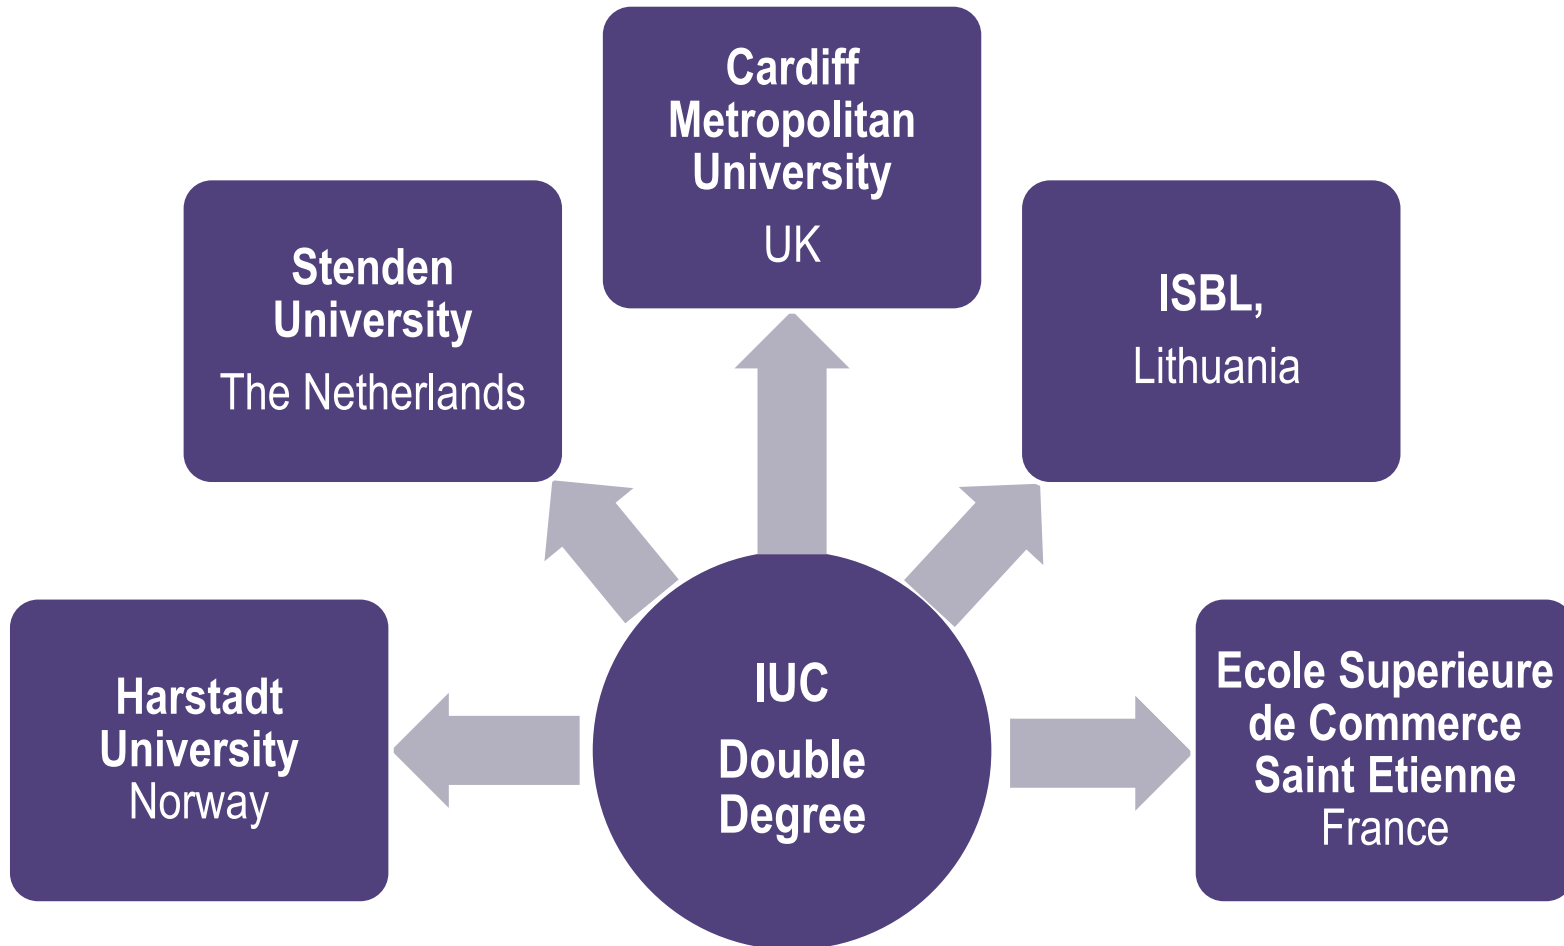 Cardiff
Metropolitan
University
UK
Stenden
University
The Netherlands
ISBL,
Lithuania
Harstadt
University
Norway
IUC
Double
Degree
Ecole Superieure
de Commerce
Saint Etienne
France